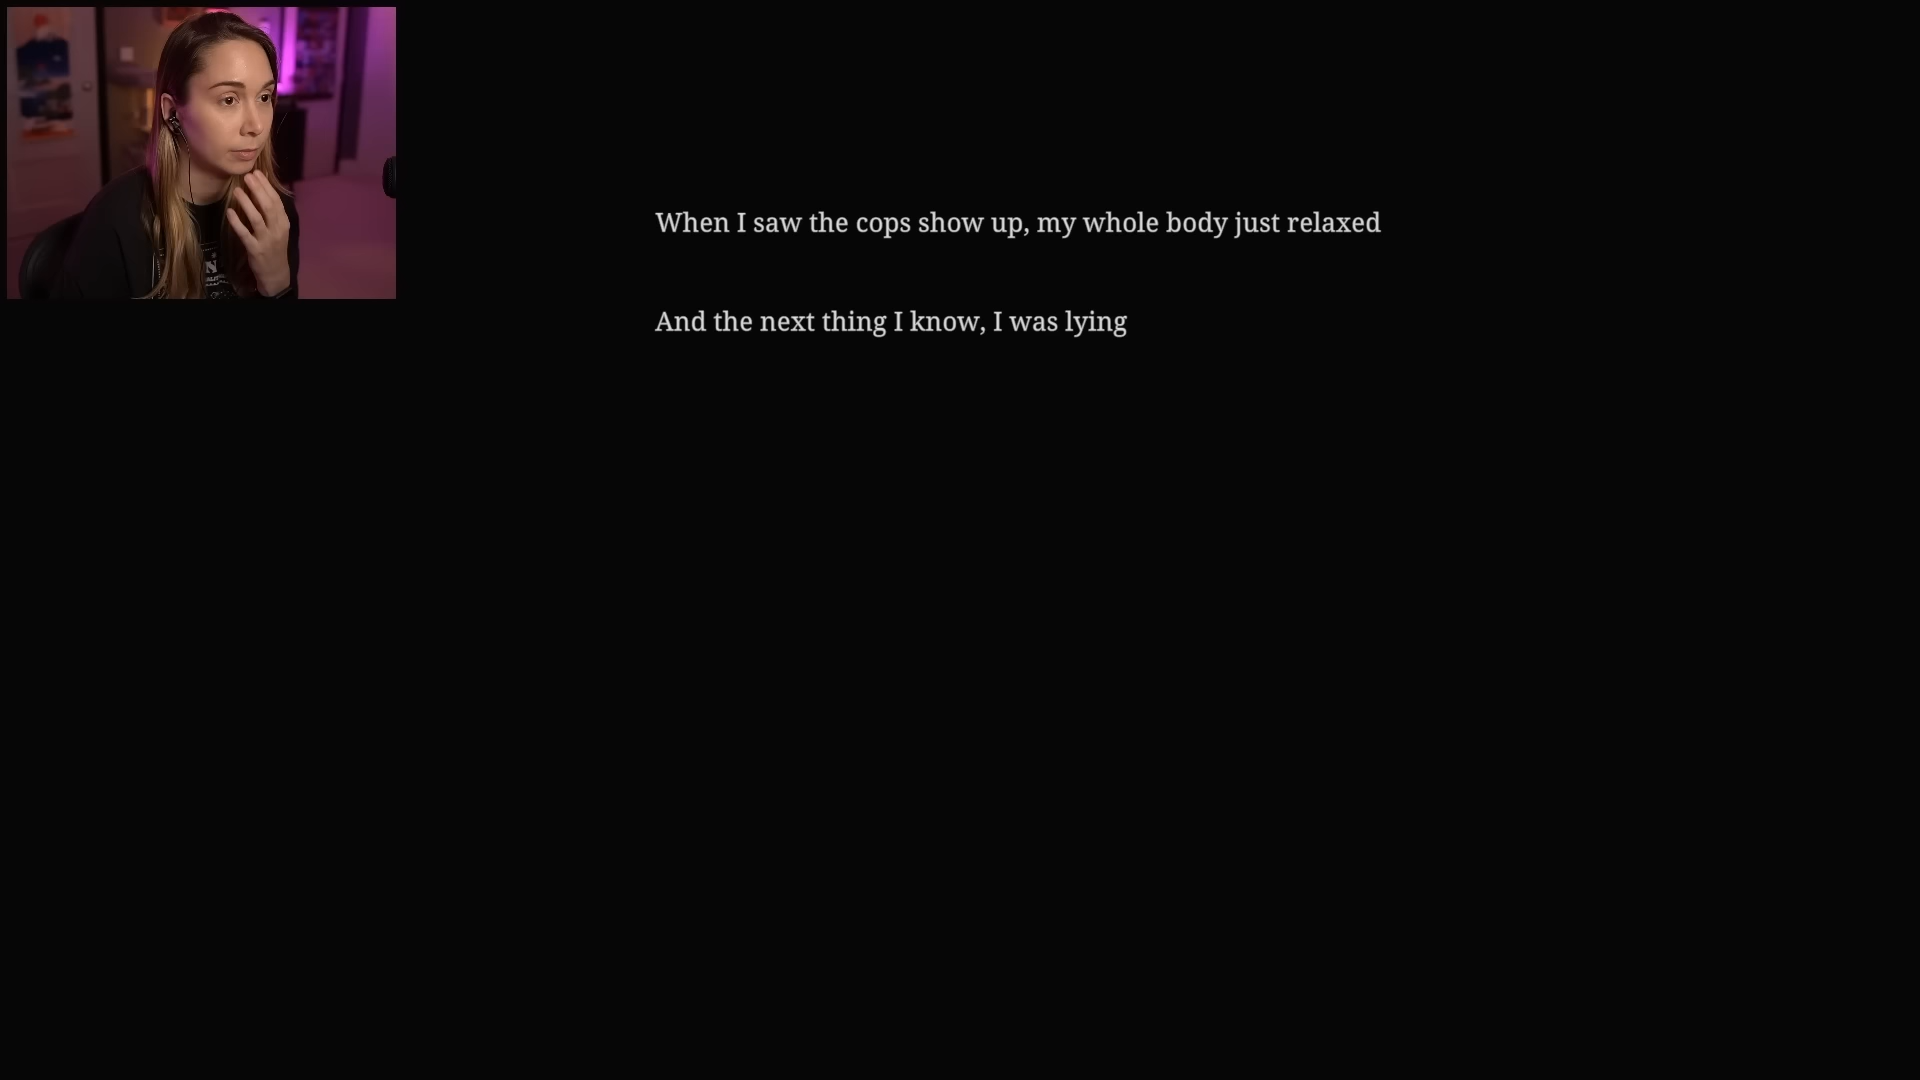 When I saw the cops show up, my whole body just relaxed
And the next thing I know, I was lying